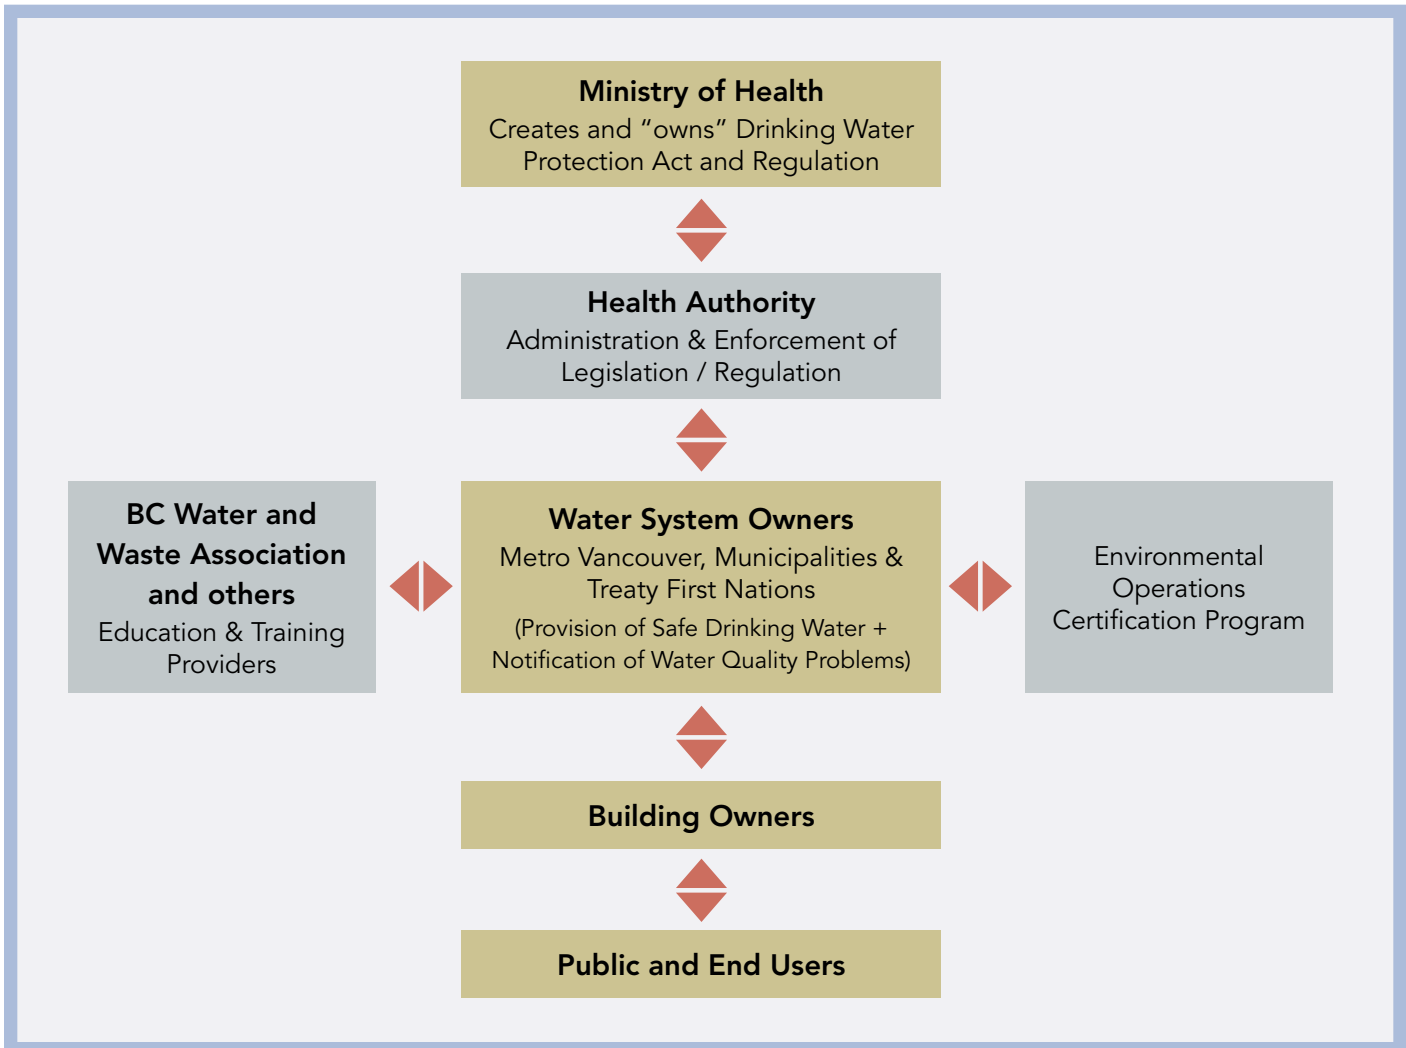 Ministry of Health
Creates and “owns” Drinking Water
Protection Act and Regulation
Health Authority
Administration & Enforcement of
Legislation / Regulation
BC Water and
Waste Association
and others
Education & Training
Providers
Water System Owners
Metro Vancouver, Municipalities &
Treaty First Nations
(Provision of Safe Drinking Water +
Notification of Water Quality Problems)
Environmental
Operations
Certification Program
Building Owners
Public and End Users